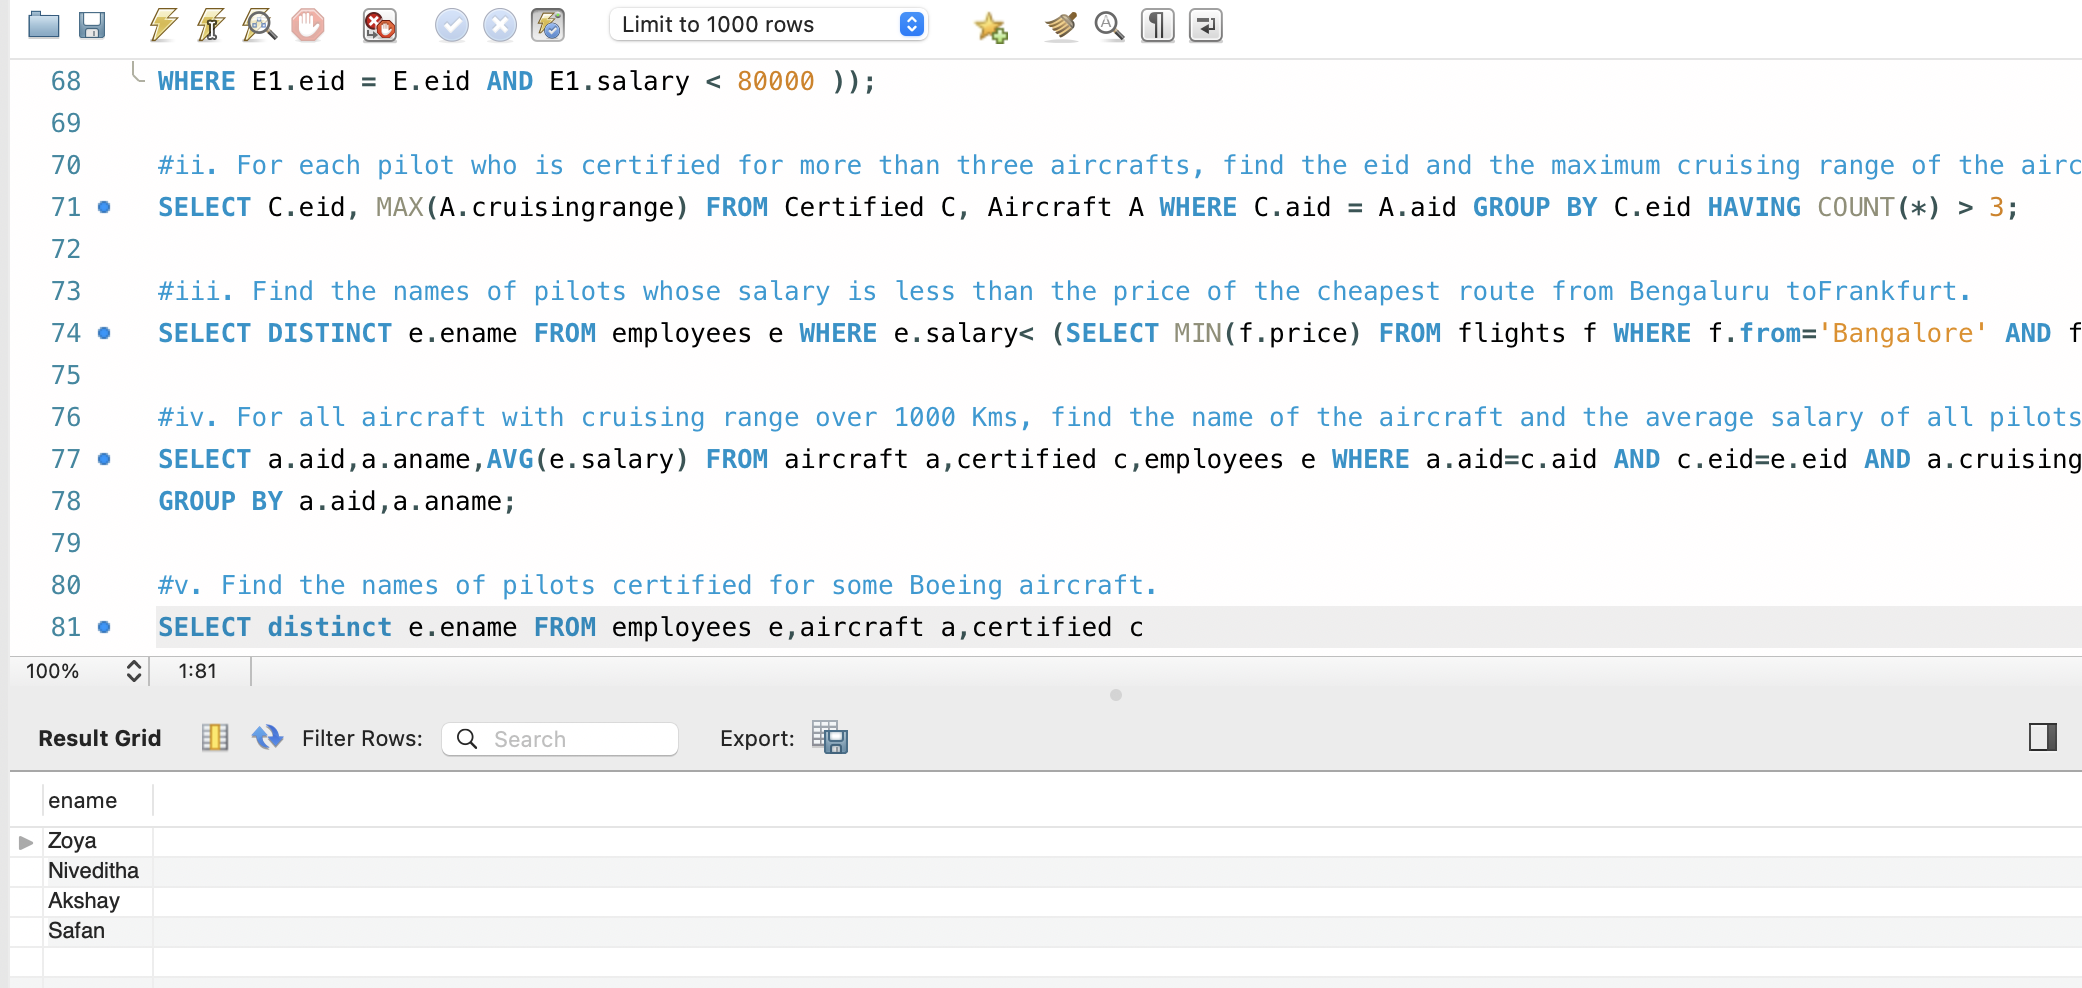 Limit to 1000 rows
68 WHERE E1.eid = E.eid AND E1.salary < 80000 ));
69
70 #ii. For each pilot who is certified for more than three aircrafts, find the eid and the maximum cruising range of the airc
71 SELECT C.eid, MAX(A.cruisingrange) FROM Certified C, Aircraft A WHERE C.aid = A.aid GROUP BY C.eid HAVING COUNT(*) > 3;
72
73 #iii. Find the names of pilots whose salary is less than the price of the cheapest route from Bengaluru toFrankfurt.
74 SELECT DISTINCT e.ename FROM employees e WHERE e.salary< (SELECT MIN(f.price) FROM flights f WHERE f.from='Bangalore' AND f
75
76 #iv. For all aircraft with cruising range over 1000 Kms, find the name of the aircraft and the average salary of all pilots
77 SELECT a.aid,a.aname,AVG(e.salary) FROM aircraft a,certified c,employees e WHERE a.aid=c.aid AND c.eid=e.eid AND a.cruising
78 GROUP BY a.aid,a.aname;
79
80 #v. Find the names of pilots certified for some Boeing aircraft.
81 SELECT distinct e.ename FROM employees e,aircraft a,certified c
100% 1:81
Result Grid Filter Rows: Search Export:
ename
Zoya
Niveditha
Akshay
Safan